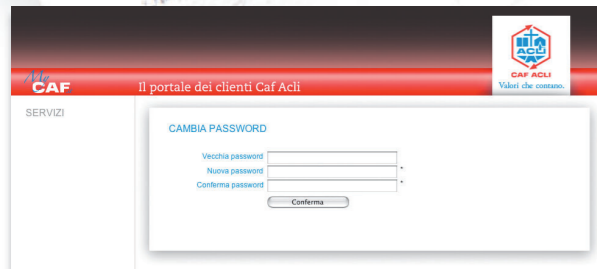 ACLI
CAF ACLI
Valori che contano.
My
CAF
Il portale dei clienti Caf Acli
SERVIZI
CAMBIA PASSWORD
Vecchia password
Nuova password *
Conferma password *
Conferma